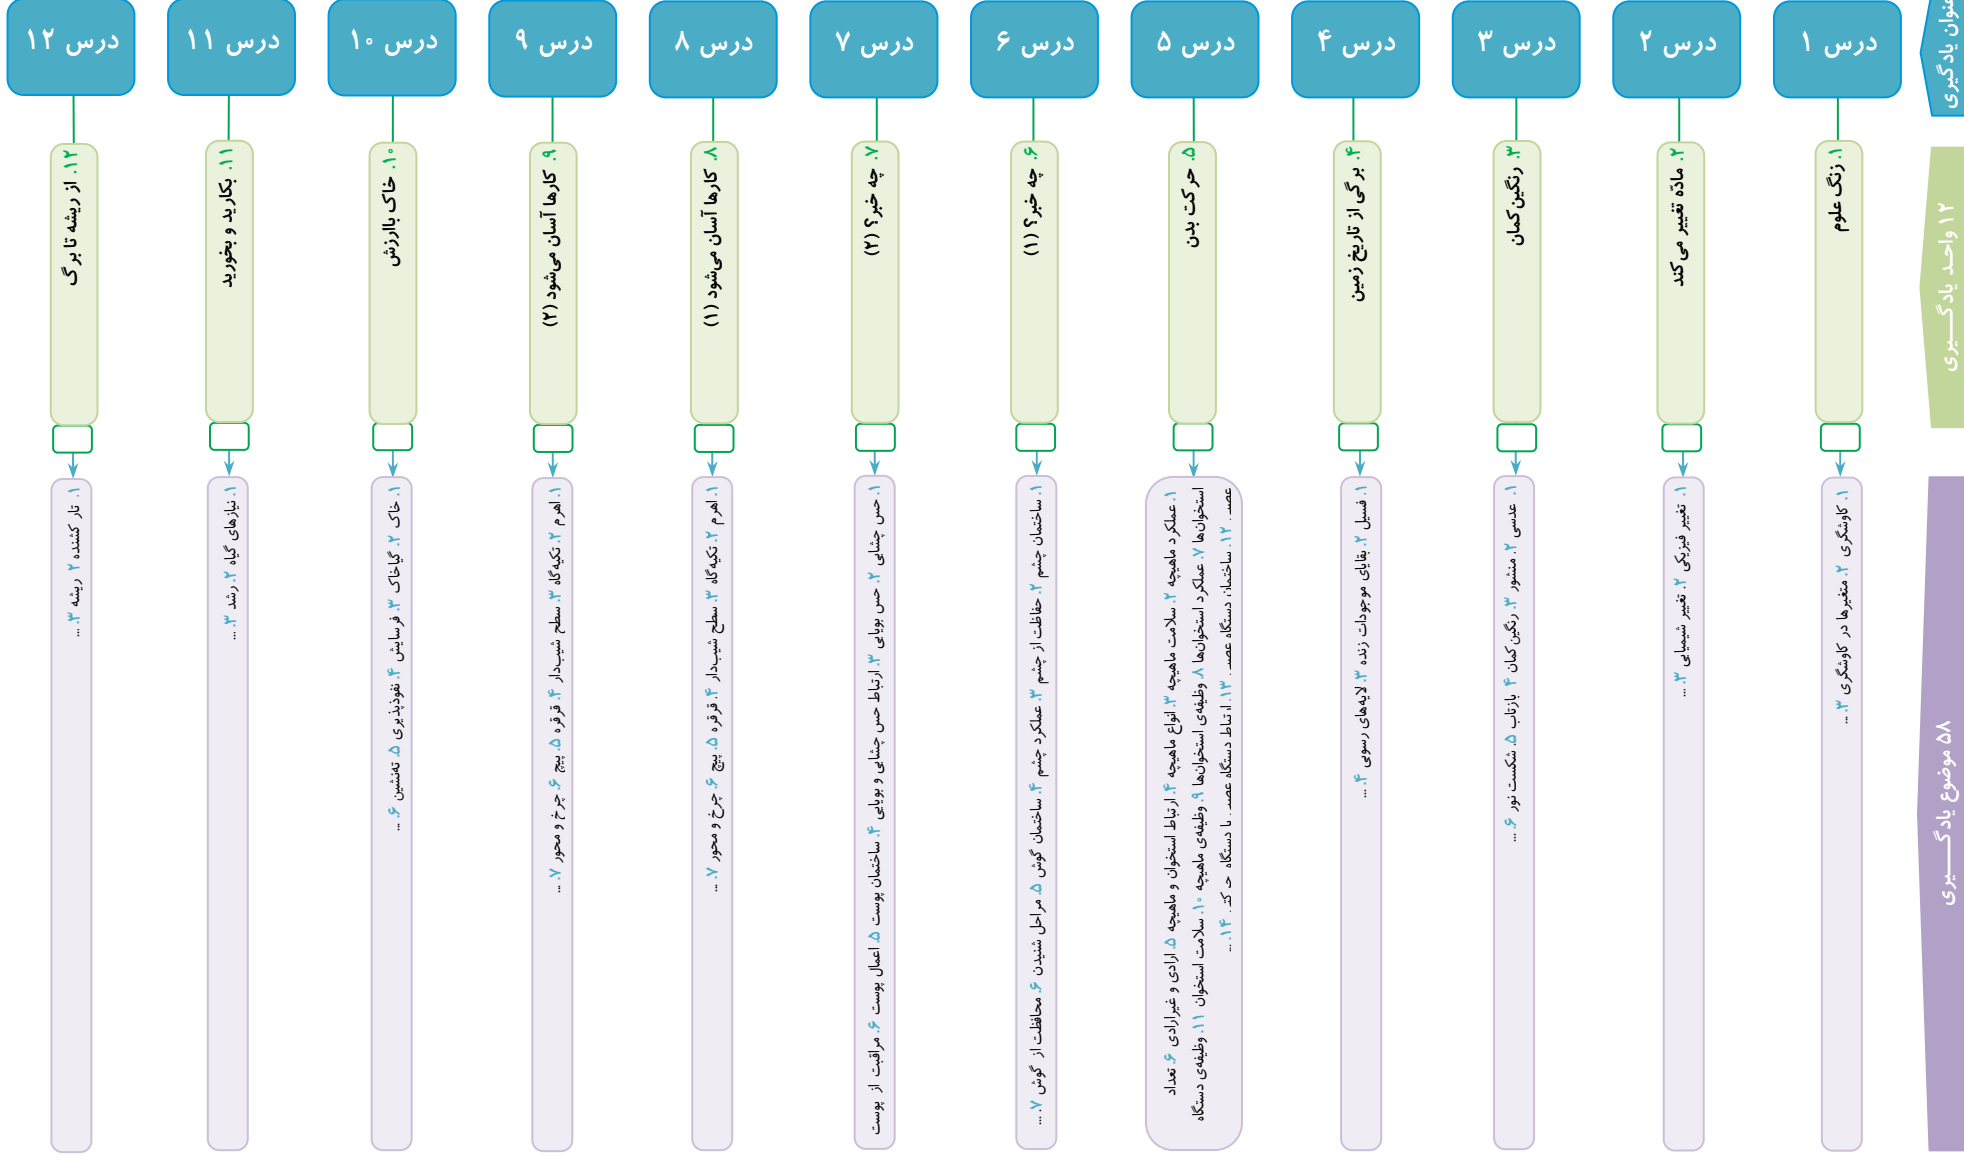 عنوان یادگیری
درس ۱
درس ۲
درس ۳
درس ۴
درس ۵
درس ۶
درس ۷
درس ۸
درس ۹
درس ۱۰
درس ۱۱
درس ۱۲
۱۲ واحـد یادگـــیری
۱. زنگ علوم
۲. مادّه تغییر می‌کند
۳. رنگین‌کمان
۴. برگی از تاریخ زمین
۵. حرکت بدن
۶. چه خبر؟ (۱)
۷. چه خبر؟ (۲)
۸. کارها آسان می‌شود (۱)
۹. کارها آسان می‌شود (۲)
۱۰. خاک باارزش
۱۱. بکارید و بخورید
۱۲. از ریشه تا برگ
۵۸ موضوع یادگـــــیری
۱. کاوشگری ۲. متغیرها در کاوشگری ۳. ...
۱. تغییر فیزیکی ۲. تغییر شیمیایی ۳. ...
۱. عدسی ۲. منشور ۳. رنگین‌کمان ۴ بازتاب ۵. شکست نور ۶. ...
۱. فسیل ۲. بقایای موجودات زنده ۳. لایه‌های رسوبی ۴. ...
۱. عملکرد ماهیچه ۲. سلامت ماهیچه ۳. انواع ماهیچه ۴. ارتباط استخوان و ماهیچه ۵. ارادی و غیرارادی ۶. تعداد
استخوان‌ها ۷. عملکرد استخوان‌ها ۸. وظیفه‌ی استخوان‌ها ۹. وظیفه‌ی ماهیچه ۱۰. سلامت استخوان ۱۱. وظیفه‌ی دستگاه
عصبی ۱۲. ساختمان دستگاه عصبی ۱۳. ارتباط دستگاه عصبی با دستگاه حرکتی ۱۴. ...
۱. ساختمان چشم ۲. حفاظت از چشم ۳. عملکرد چشم ۴. ساختمان گوش ۵. مراحل شنیدن ۶. محافظت از گوش ۷. ...
۱. حس چشایی ۲. حس بویایی ۳. ارتباط حس چشایی و بویایی ۴. ساختمان پوست ۵. اعمال پوست ۶. مراقبت از پوست
۱. اهرم ۲. تکیه‌گاه ۳. سطح شیب‌دار ۴. قرقره ۵. پیچ ۶. چرخ و محور ۷. ...
۱. اهرم ۲. تکیه‌گاه ۳. سطح شیب‌دار ۴. قرقره ۵. پیچ ۶. چرخ و محور ۷. ...
۱. خاک ۲. گیاخاک ۳. فرسایش ۴. نفوذپذیری ۵. ته‌نشین ۶. ...
۱. نیازهای گیاه ۲. رشد ۳. ...
۱. تار کشنده ۲ ریشه ۳. ...